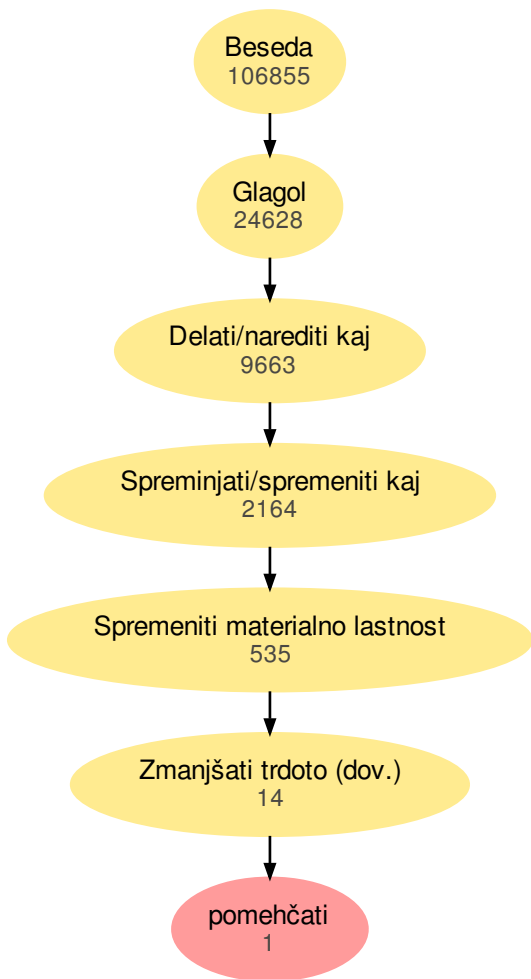 Beseda
106855
Glagol
24628
Delati/narediti kaj
9663
Spreminjati/spremeniti kaj
2164
Spremeniti materialno lastnost
535
Zmanjšati trdoto (dov.)
14
pomehčati
1